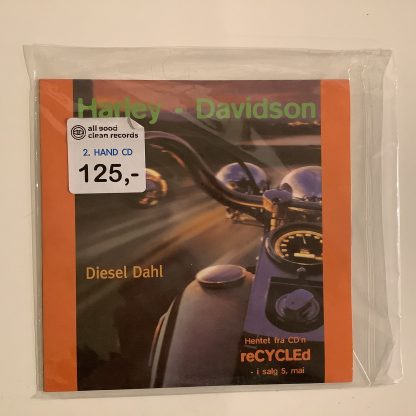 Harley - Davidson
all good
clean records
2. HAND CD
125,-
Diesel Dahl
Hentet fra CD'n
reCYCLEd
- i salg 5. mai